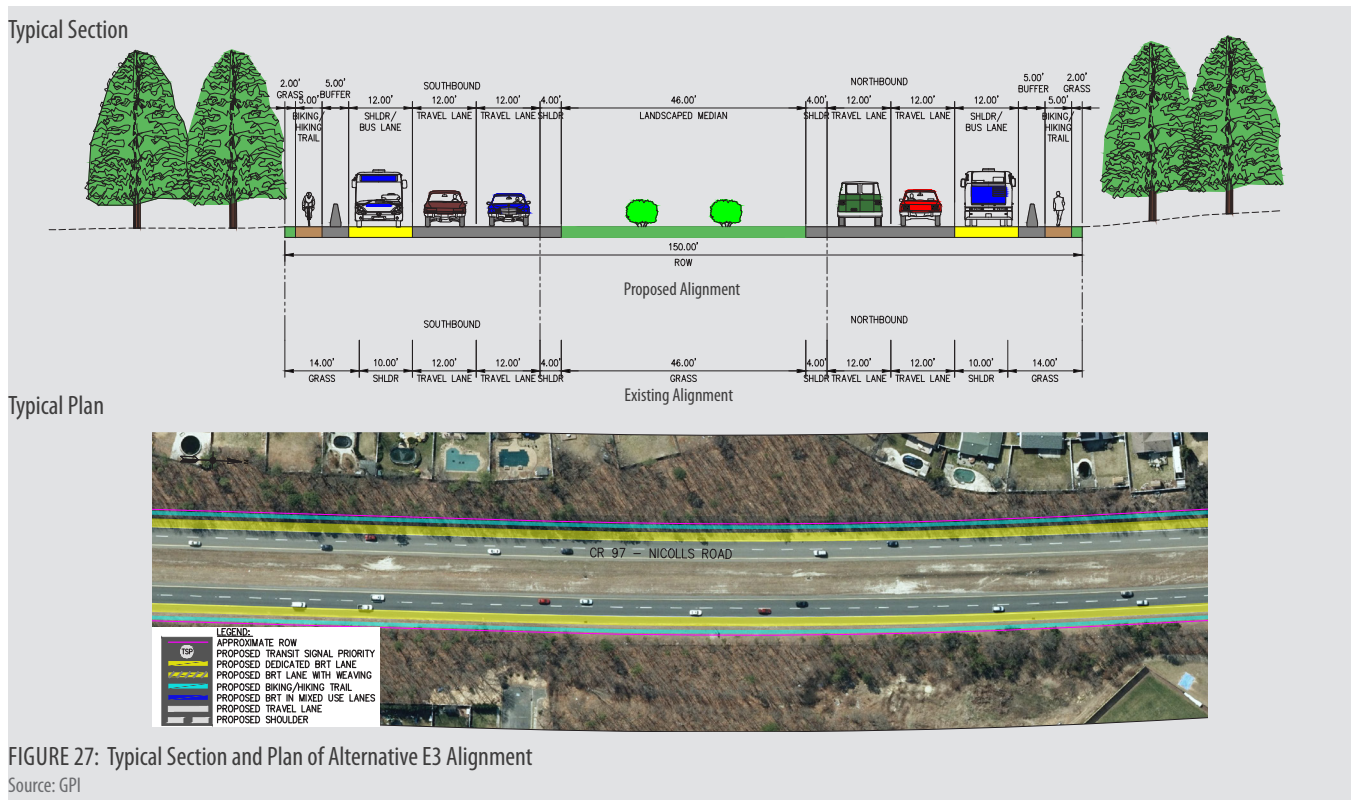 Typical Section
2.00' 5.00' SOUTHBOUND NORTHBOUND 5.00' 2.00'
GRASS BUFFER BUFFER GRASS
5.00' 12.00' 12.00' 12.00' 4.00' 46.00' 4.00' 12.00' 12.00' 12.00' 5.00'
BIKING/ SHLDR/ TRAVEL LANE TRAVEL LANE SHLDR LANDSCAPED MEDIAN SHLDR TRAVEL LANE TRAVEL LANE SHLDR/ BIKING/
HIKING BUS LANE BUS LANE HIKING
TRAIL TRAIL
150.00'
ROW
Proposed Alignment
SOUTHBOUND NORTHBOUND
14.00' 10.00' 12.00' 12.00' 4.00' 46.00' 4.00' 12.00' 12.00' 10.00' 14.00'
GRASS SHLDR TRAVEL LANE TRAVEL LANE SHLDR GRASS SHLDR TRAVEL LANE TRAVEL LANE SHLDR GRASS
Existing Alignment
Typical Plan
CR 97 – NICOLLS ROAD
LEGEND:
APPROXIMATE ROW
TSP PROPOSED TRANSIT SIGNAL PRIORITY
PROPOSED DEDICATED BRT LANE
PROPOSED BRT LANE WITH WEAVING
PROPOSED BIKING/HIKING TRAIL
PROPOSED BRT IN MIXED USE LANES
PROPOSED TRAVEL LANE
PROPOSED SHOULDER
FIGURE 27: Typical Section and Plan of Alternative E3 Alignment
Source: GPI